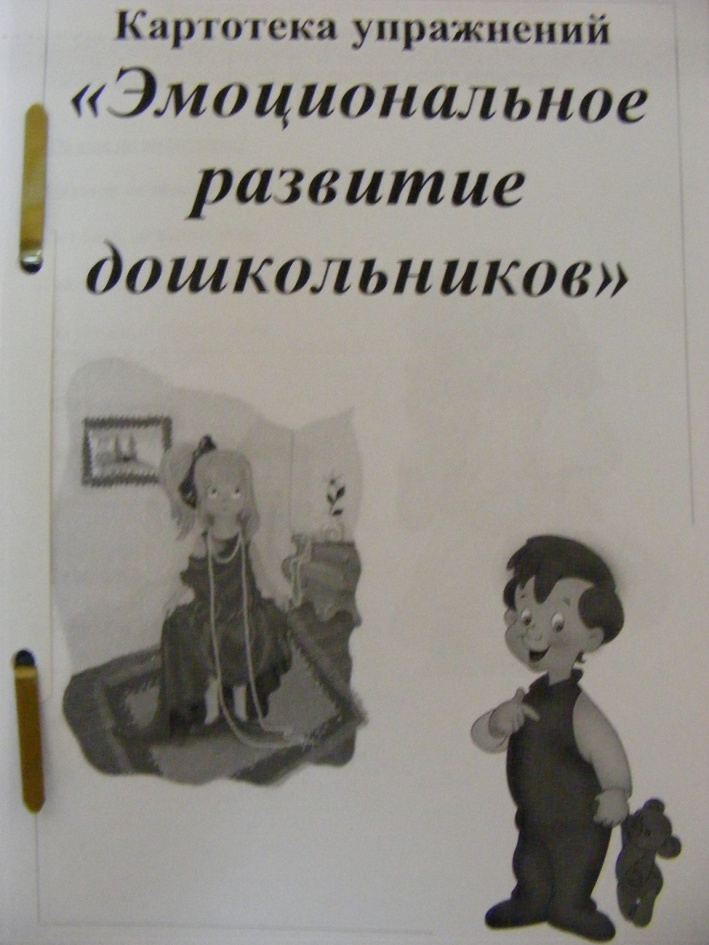 Картотека упражнений
«Эмоциональное
развитие
дошкольников»